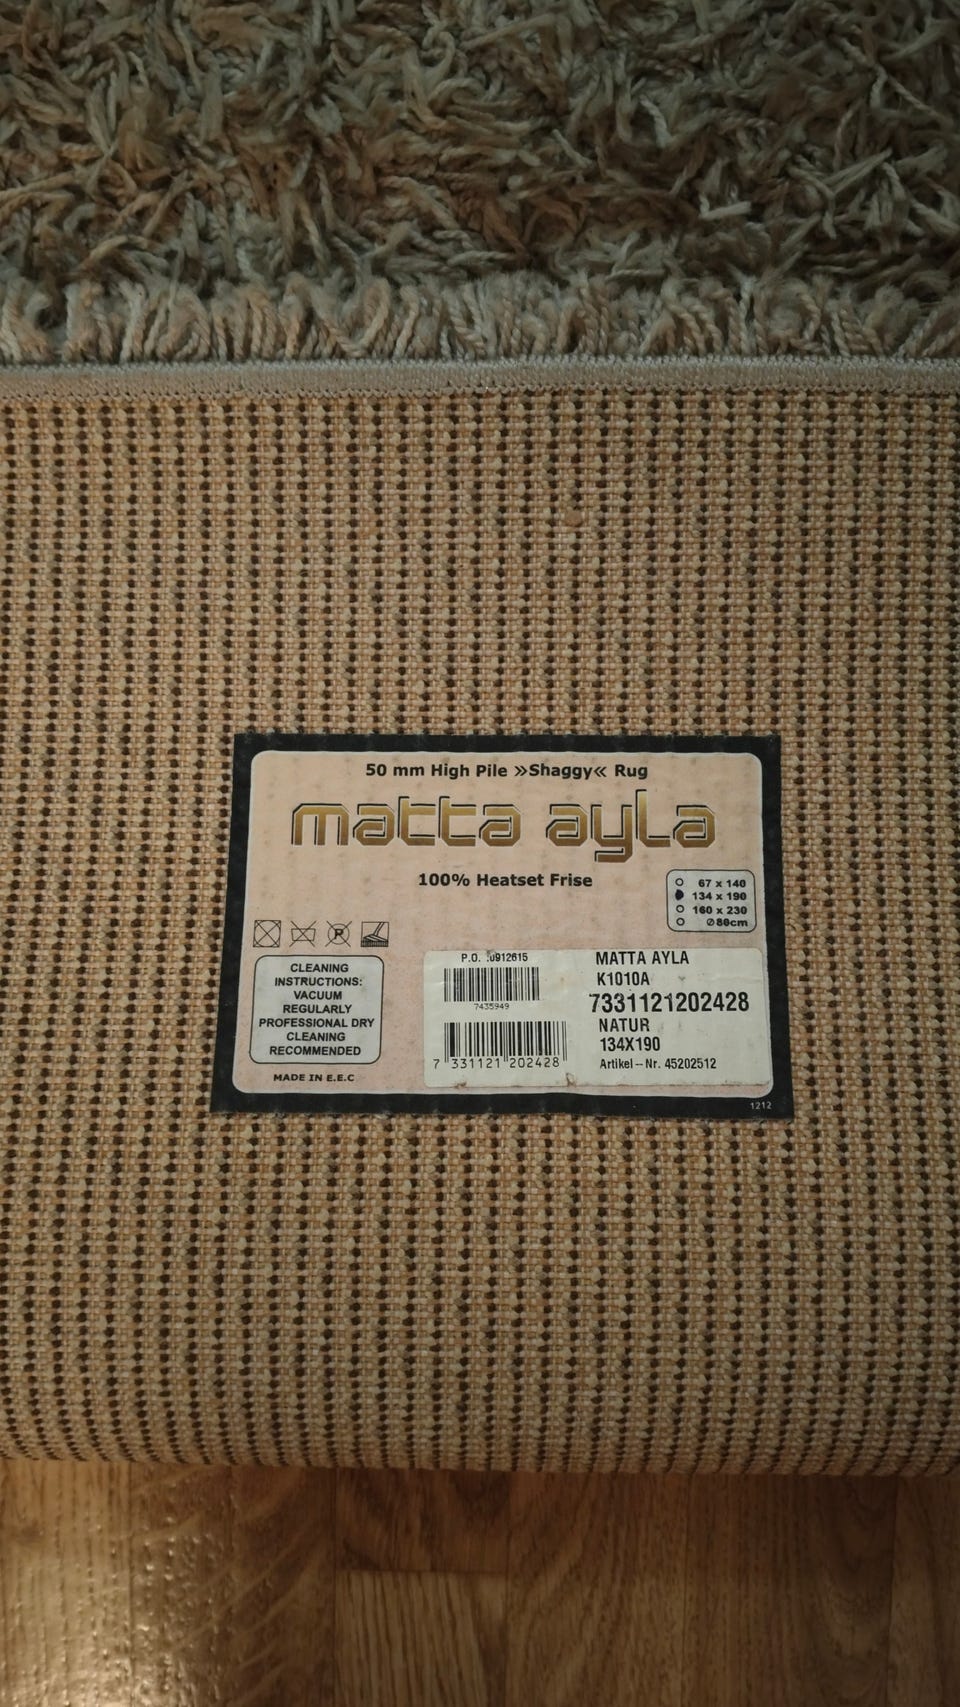 50 mm High Pile »Shaggy« Rug
matta ayla
100% Heatset Frise
67 x 140
134 x 190
160 x 230
⌀80cm
P
CLEANING
INSTRUCTIONS:
VACUUM
REGULARLY
PROFESSIONAL DRY
CLEANING
RECOMMENDED
MADE IN E.E.C
P.O.
7435949
7 331121 202428
MATTA AYLA
K1010A
7331121202428
NATUR
134X190
Artikel-Nr. 45202512
1212